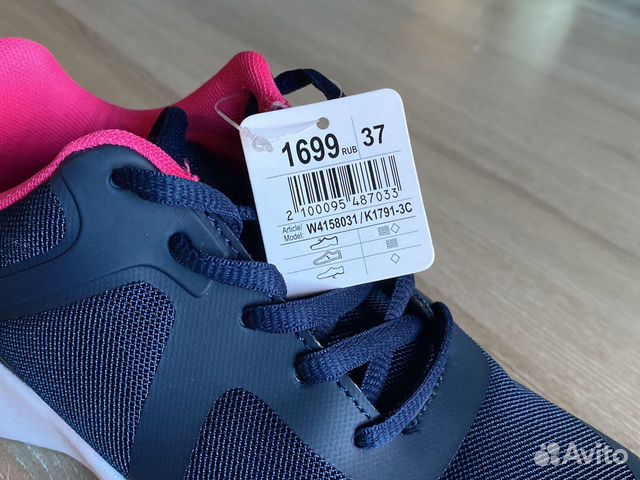 1699 RUB 37
2 100095 487033
Article/ Model: W4158031 / K1791-3C
Avito